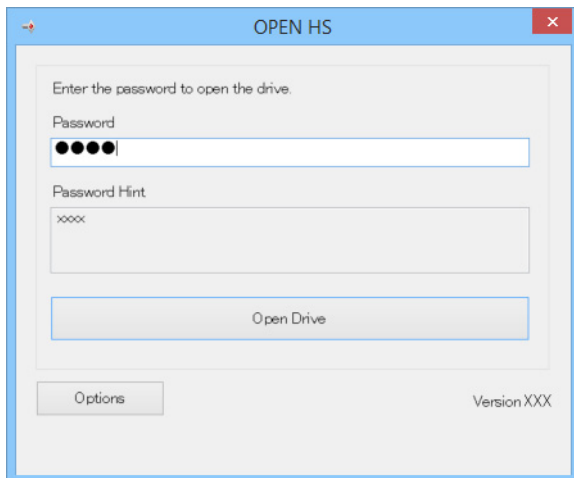 OPEN HS
Enter the password to open the drive.
Password
●●●●
Password Hint
xxxx
Open Drive
Options
Version XXX